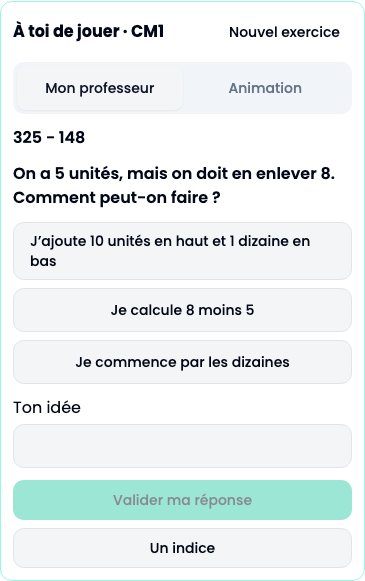 À toi de jouer · CM1
Nouvel exercice
Mon professeur
Animation
325 − 148
On a 5 unités, mais on doit en enlever 8.
Comment peut-on faire ?
J’ajoute 10 unités en haut et 1 dizaine en
bas
Je calcule 8 moins 5
Je commence par les dizaines
Ton idée
Valider ma réponse
Un indice